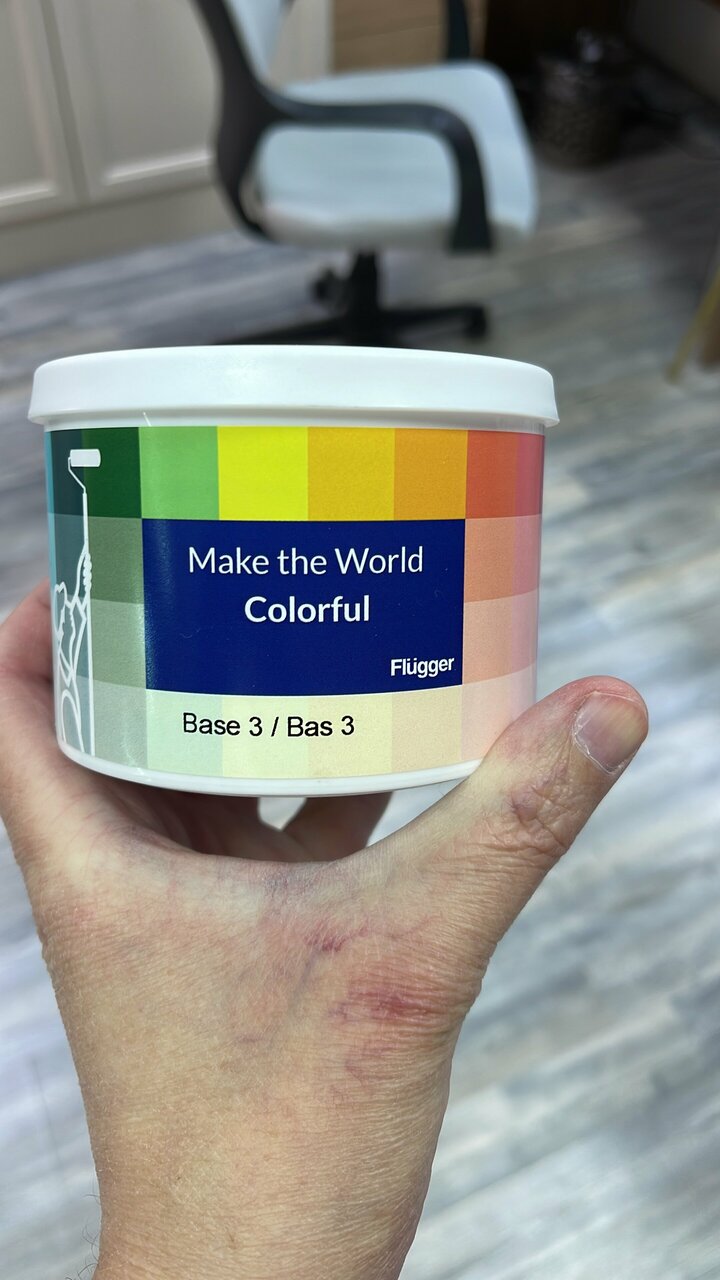 Make the World
Colorful
Flügger
Base 3 / Bas 3